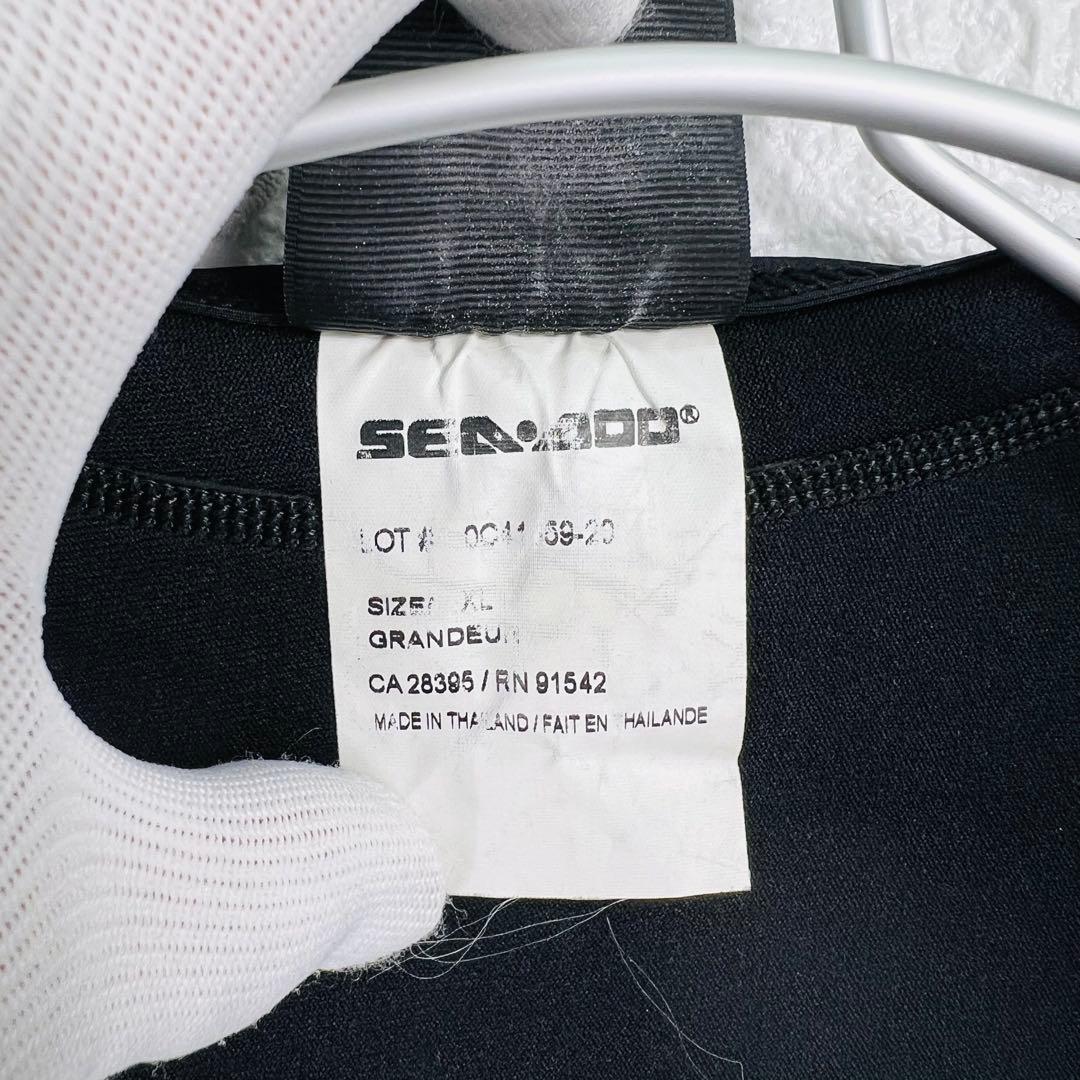 SEA·DOO®
LOT #
SIZE/ XL
GRANDEUR
CA 28395 / RN 91542
MADE IN THAILAND / FAIT EN THAILANDE